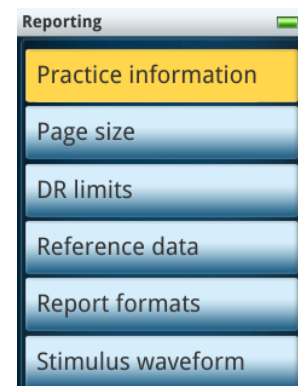 Reporting
Practice information
Page size
DR limits
Reference data
Report formats
Stimulus waveform